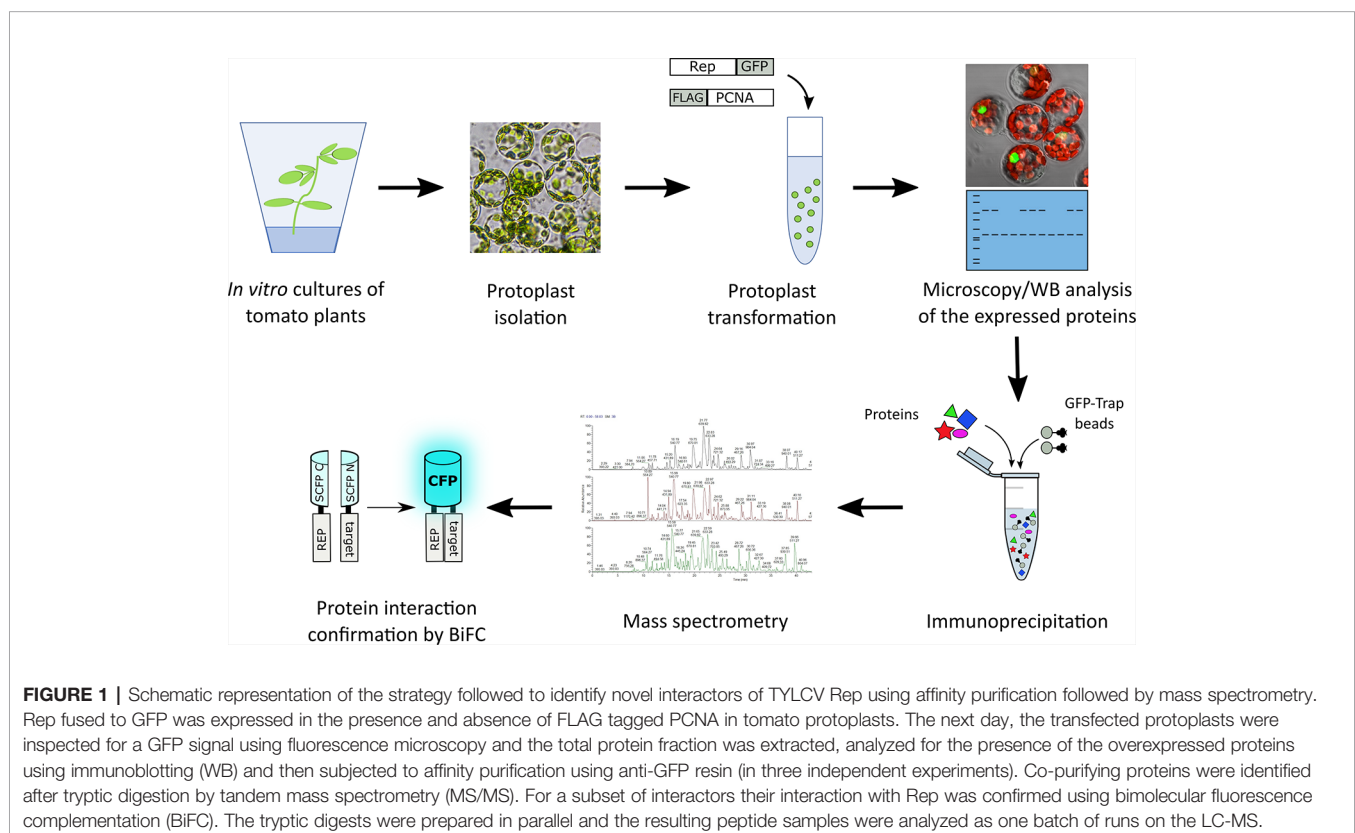 Rep GFP
FLAG PCNA
In vitro cultures of
tomato plants
Protoplast
isolation
Protoplast
transformation
Microscopy/WB analysis
of the expressed proteins
Proteins
GFP-Trap
beads
SCFP C
SCFP N
REP
target
CFP
REP
target
Protein interaction
confirmation by BiFC
Mass spectrometry
Immunoprecipitation
FIGURE 1 | Schematic representation of the strategy followed to identify novel interactors of TYLCV Rep using affinity purification followed by mass spectrometry.
Rep fused to GFP was expressed in the presence and absence of FLAG tagged PCNA in tomato protoplasts. The next day, the transfected protoplasts were
inspected for a GFP signal using fluorescence microscopy and the total protein fraction was extracted, analyzed for the presence of the overexpressed proteins
using immunoblotting (WB) and then subjected to affinity purification using anti-GFP resin (in three independent experiments). Co-purifying proteins were identified
after tryptic digestion by tandem mass spectrometry (MS/MS). For a subset of interactors their interaction with Rep was confirmed using bimolecular fluorescence
complementation (BiFC). The tryptic digests were prepared in parallel and the resulting peptide samples were analyzed as one batch of runs on the LC-MS.